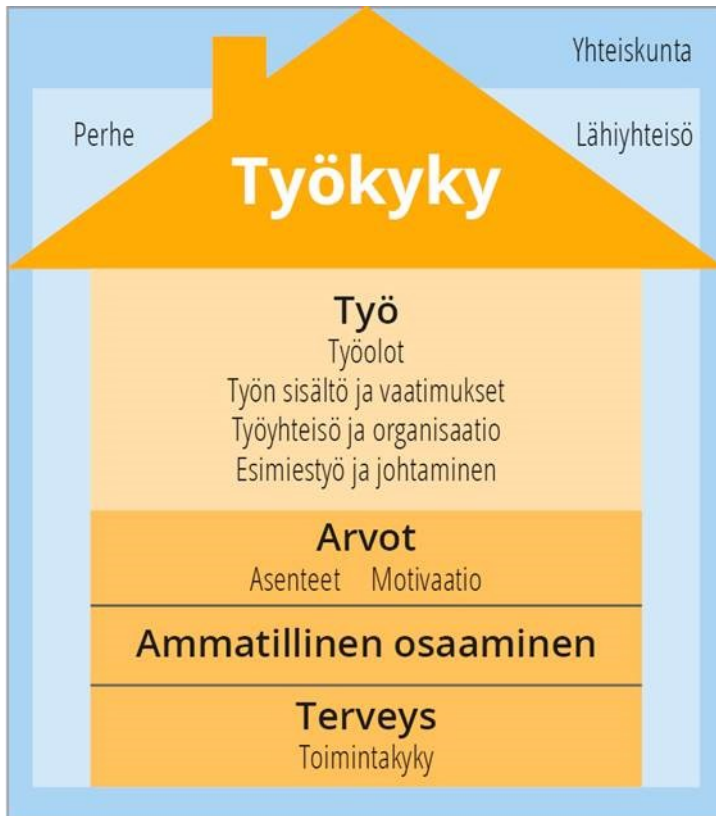 Yhteiskunta
Perhe
Lähiyhteisö
Työkyky
Työ
Työolot
Työn sisältö ja vaatimukset
Työyhteisö ja organisaatio
Esimiestyö ja johtaminen
Arvot
Asenteet Motivaatio
Ammatillinen osaaminen
Terveys
Toimintakyky